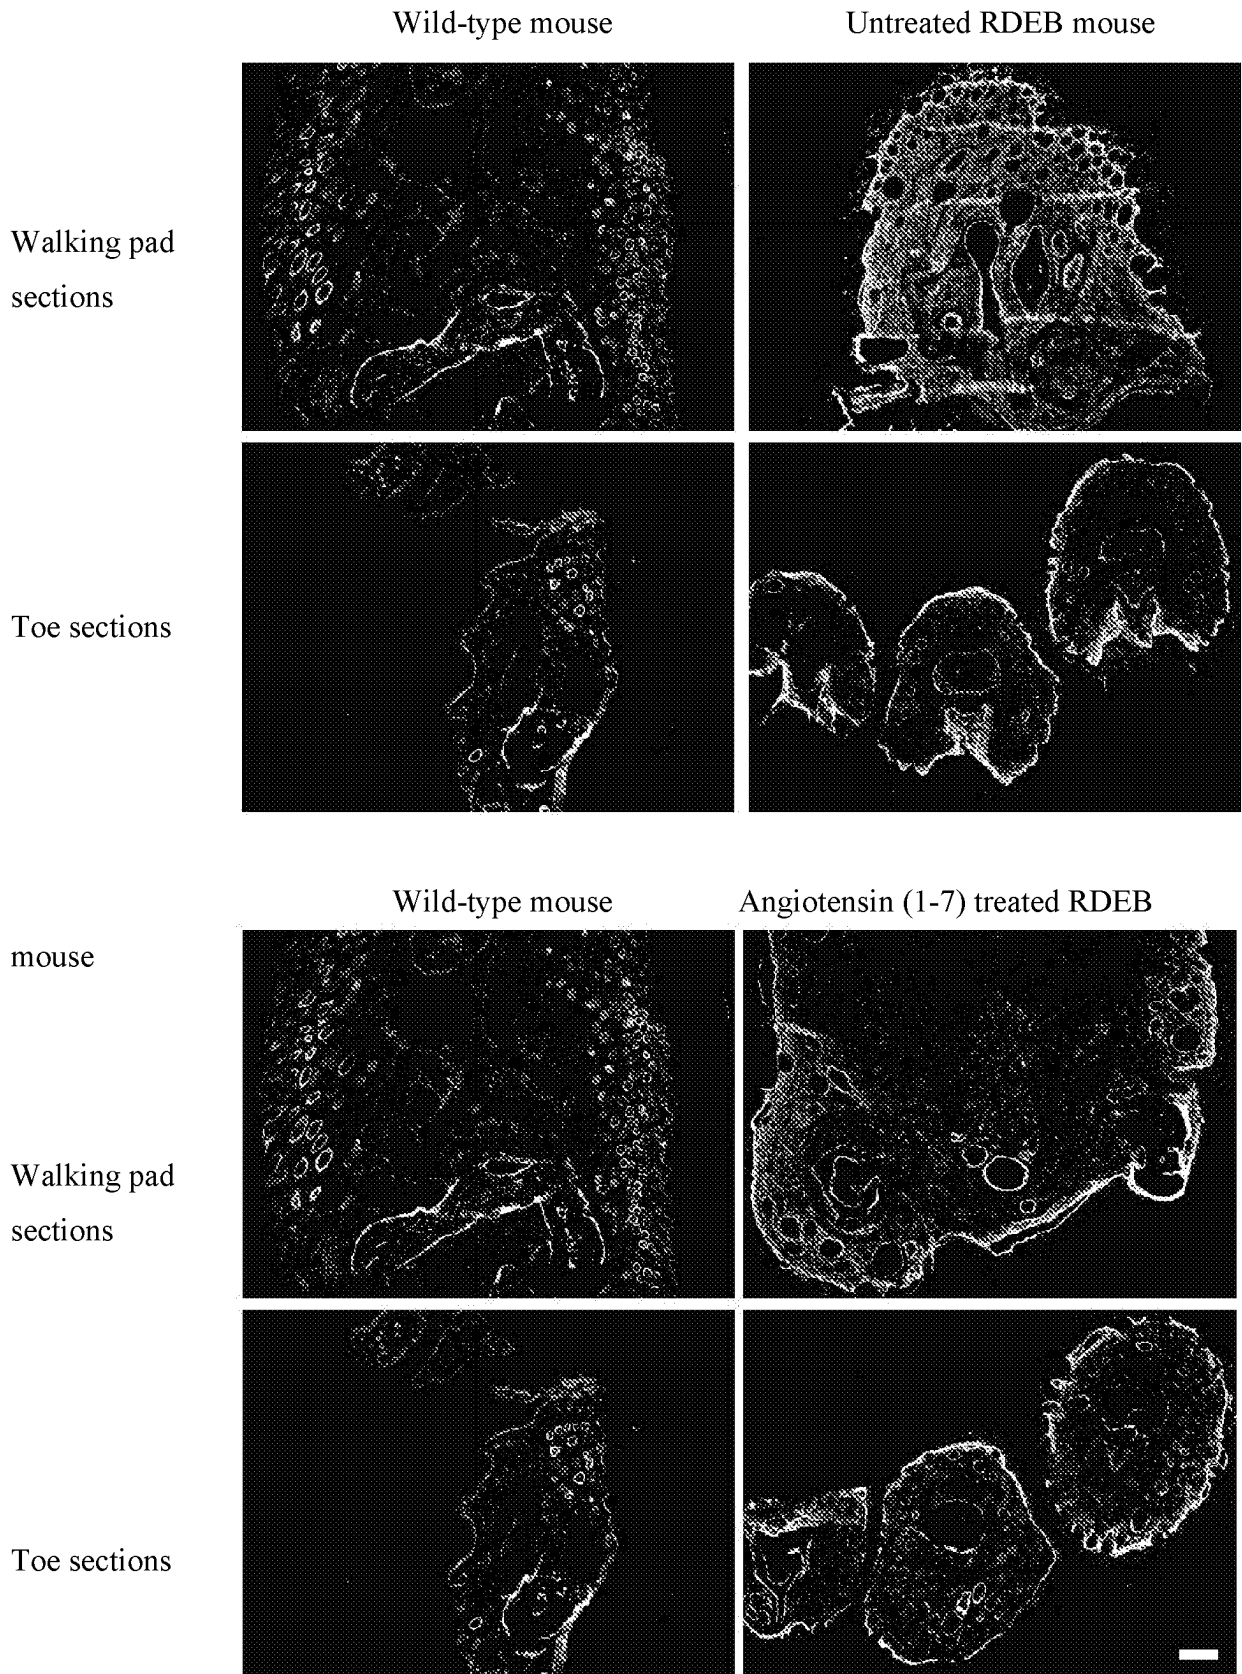 Wild-type mouse
Untreated RDEB mouse
Walking pad
sections
Toe sections
Wild-type mouse
Angiotensin (1-7) treated RDEB
mouse
Walking pad
sections
Toe sections